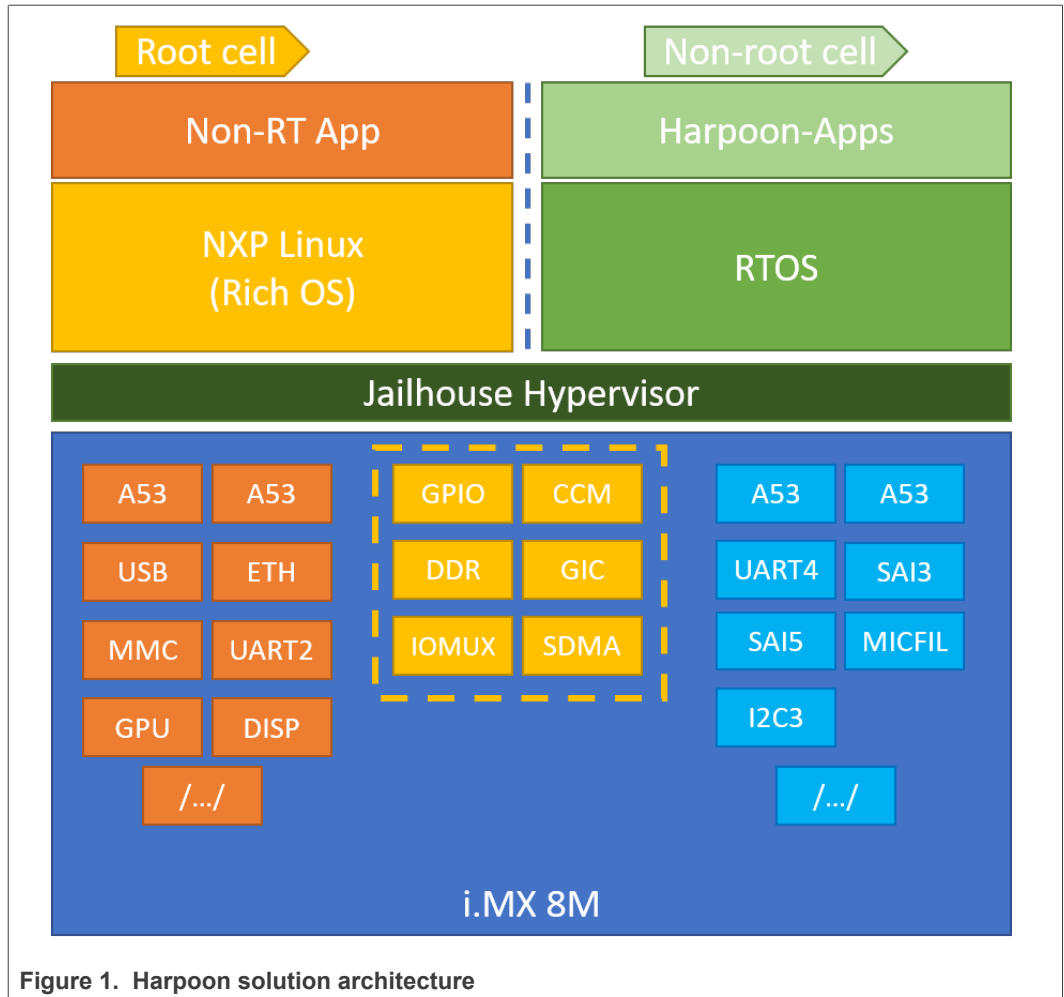 Root cell
Non-root cell
Non-RT App
Harpoon-Apps
NXP Linux
(Rich OS)
RTOS
Jailhouse Hypervisor
A53
A53
GPIO
CCM
A53
A53
USB
ETH
DDR
GIC
UART4
SAI3
MMC
UART2
IOMUX
SDMA
SAI5
MICFIL
GPU
DISP
I2C3
/.../
/.../
i.MX 8M
Figure 1. Harpoon solution architecture